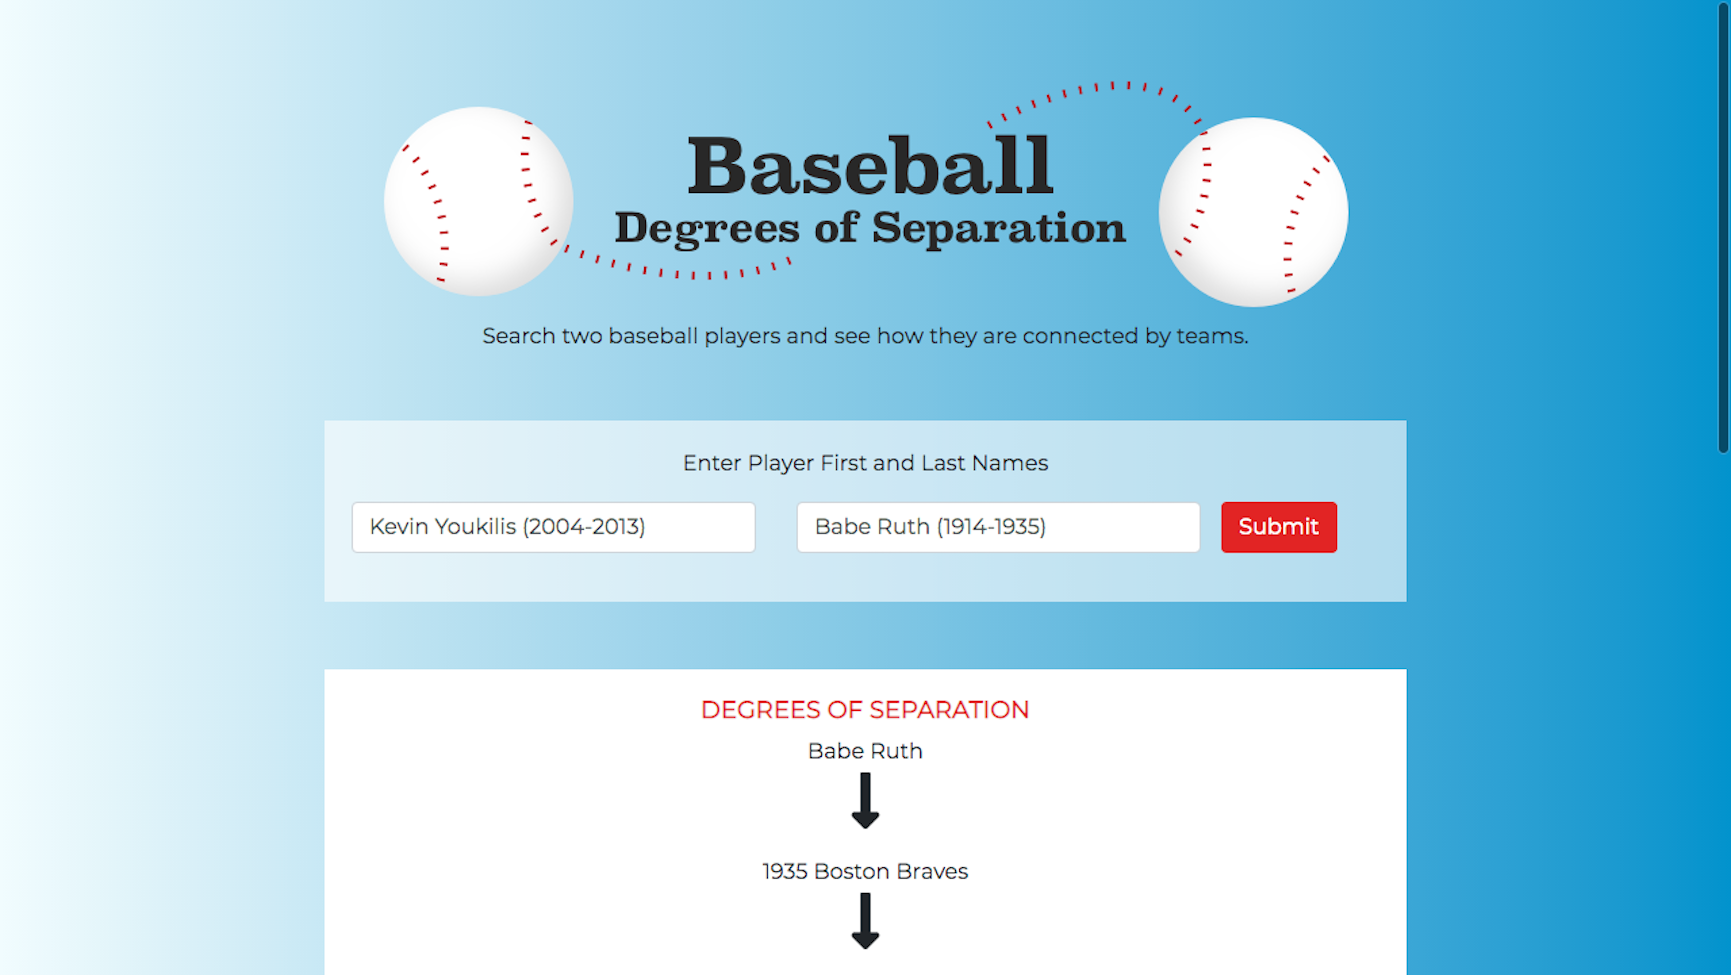 Baseball
Degrees of Separation
Search two baseball players and see how they are connected by teams.
Enter Player First and Last Names
Kevin Youkilis (2004-2013)
Babe Ruth (1914-1935)
Submit
DEGREES OF SEPARATION
Babe Ruth
1935 Boston Braves